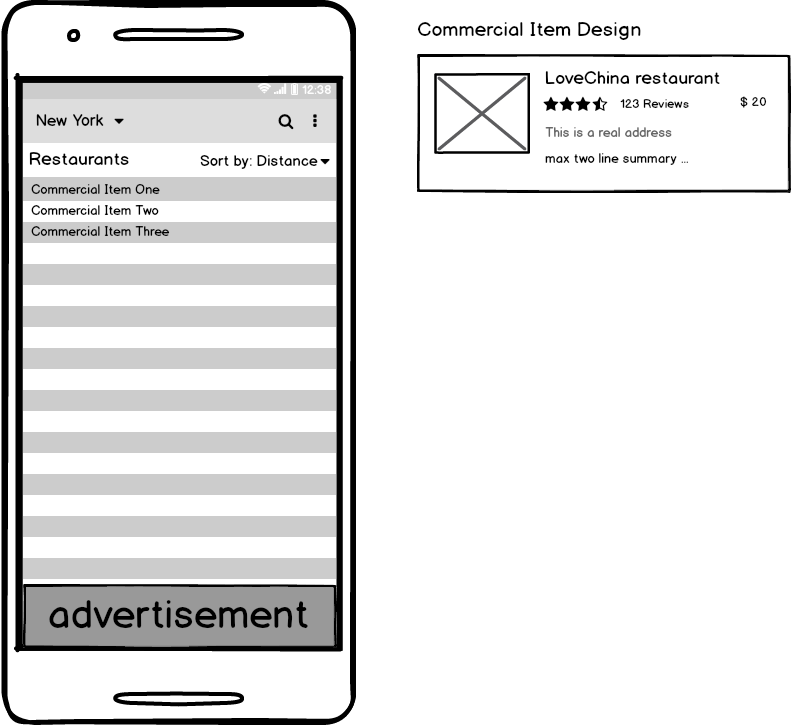 12:38
New York
Restaurants Sort by: Distance
Commercial Item One
Commercial Item Two
Commercial Item Three
advertisement
Commercial Item Design
LoveChina restaurant
123 Reviews $ 20
This is a real address
max two line summary ...